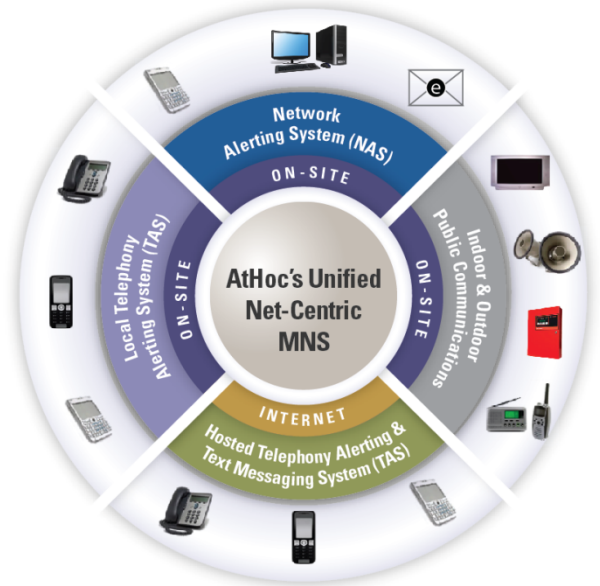 Network
Alerting System (NAS)
ON-SITE
Local Telephony
Alerting System (TAS)
ON-SITE
AtHoc's Unified
Net-Centric
MNS
ON-SITE
Indoor & Outdoor
Public Communications
INTERNET
Hosted Telephony Alerting &
Text Messaging System (TAS)
e